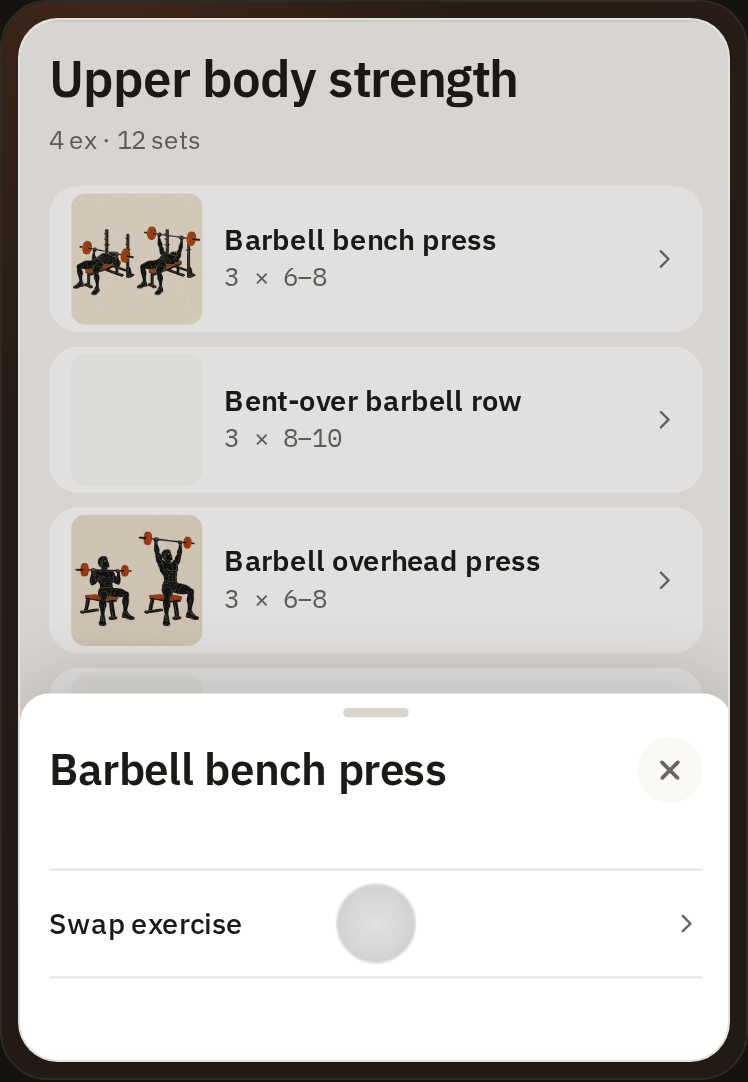 Upper body strength
4 ex · 12 sets
Barbell bench press
3 × 6–8
Bent-over barbell row
3 × 8–10
Barbell overhead press
3 × 6–8
Barbell bench press
Swap exercise